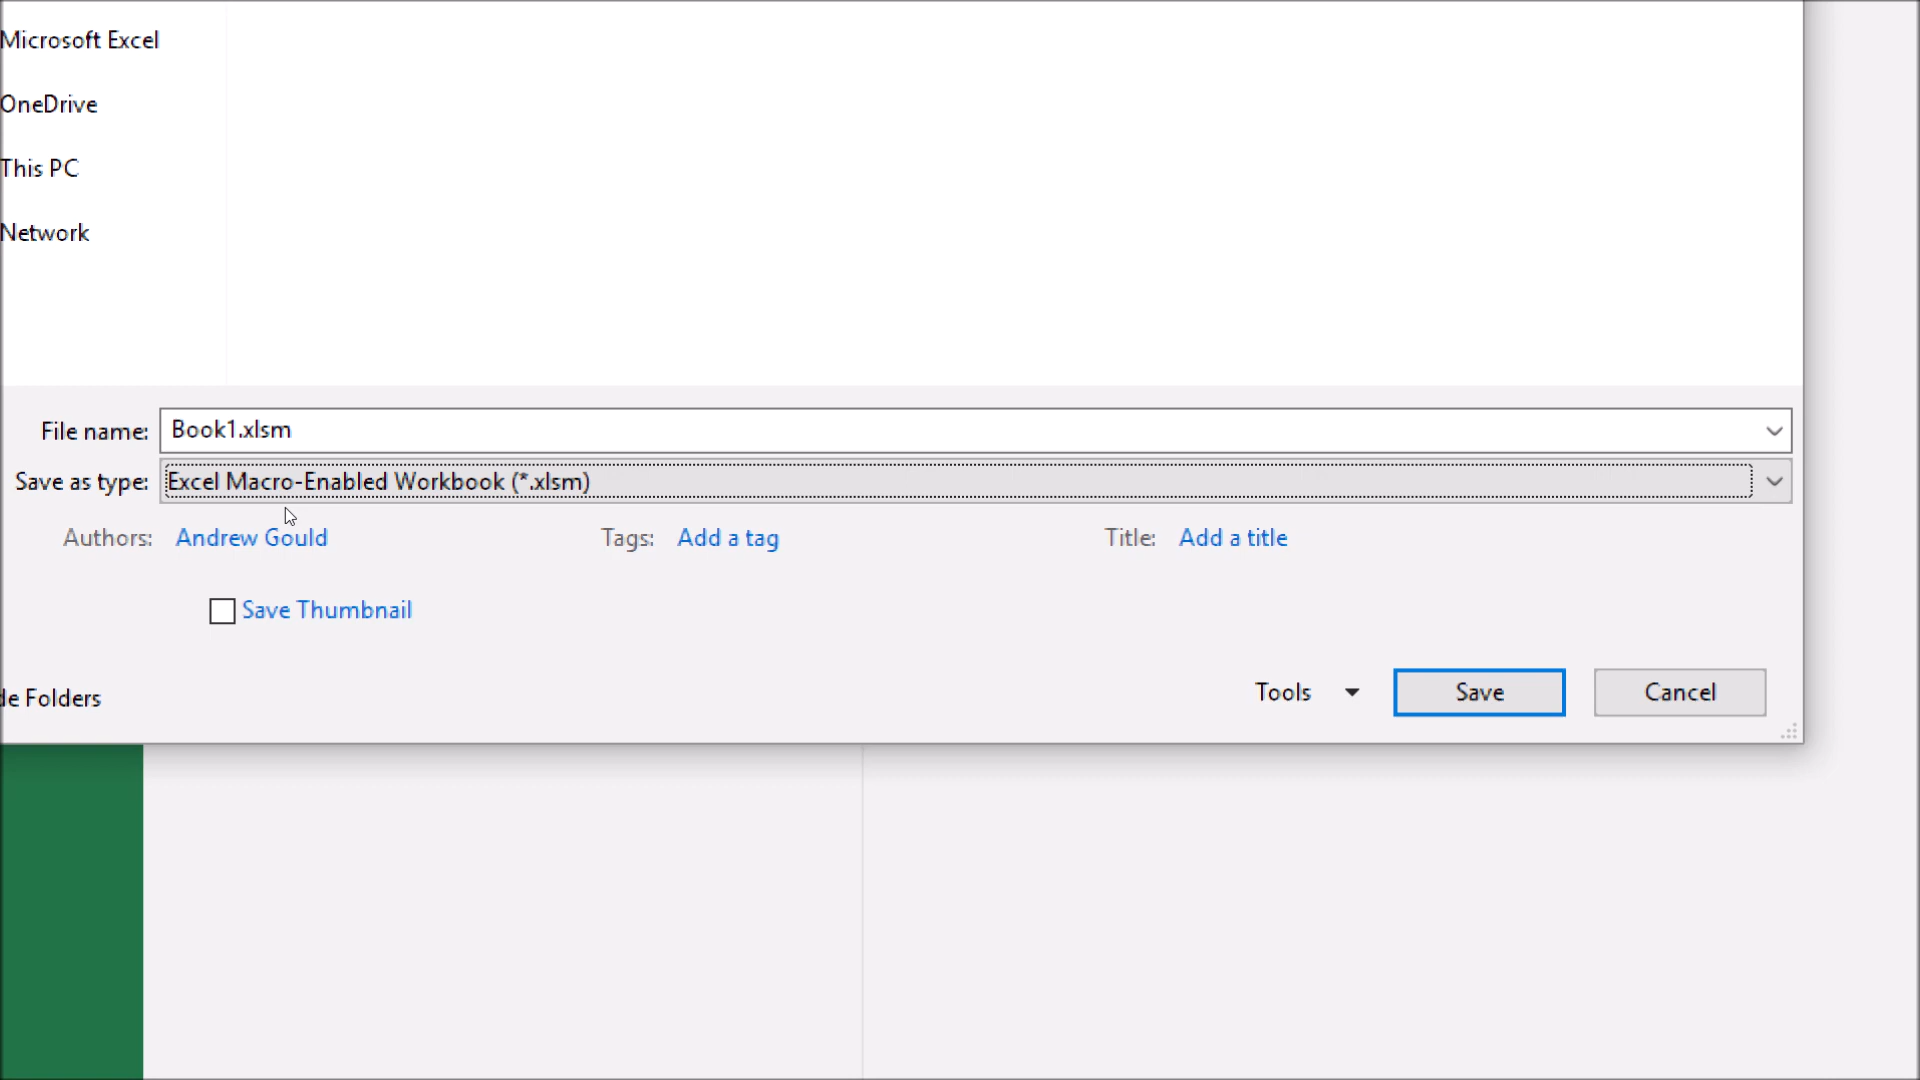 Microsoft Excel
OneDrive
This PC
Network
File name: Book1.xlsm
Save as type: Excel Macro-Enabled Workbook (*.xlsm)
Authors: Andrew Gould Tags: Add a tag Title: Add a title
Save Thumbnail
de Folders Tools Save Cancel